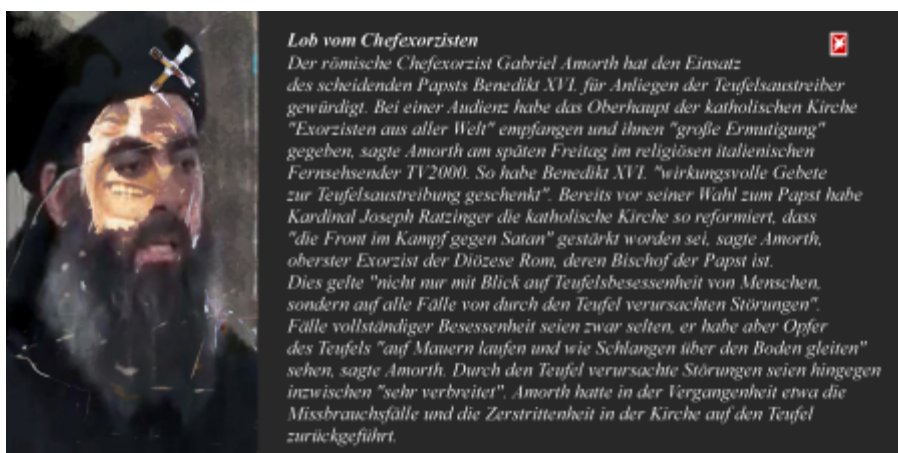 Lob vom Chefexorzisten
Der römische Chefexorzist Gabriel Amorth hat den Einsatz
des scheidenden Papsts Benedikt XVI. für Anliegen der Teufelsaustreiber
gewürdigt. Bei einer Audienz habe das Oberhaupt der katholischen Kirche
"Exorzisten aus aller Welt" empfangen und ihnen "große Ermutigung"
gegeben, sagte Amorth am späten Freitag im religiösen italienischen
Fernsehsender TV2000. So habe Benedikt XVI. "wirkungsvolle Gebete
zur Teufelsaustreibung geschenkt". Bereits vor seiner Wahl zum Papst habe
Kardinal Joseph Ratzinger die katholische Kirche so reformiert, dass
"die Front im Kampf gegen Satan" gestärkt worden sei, sagte Amorth,
oberster Exorzist der Diözese Rom, deren Bischof der Papst ist.
Dies gelte "nicht nur mit Blick auf Teufelsbesessenheit von Menschen,
sondern auf alle Fälle von durch den Teufel verursachten Störungen".
Fälle vollständiger Besessenheit seien zwar selten, er habe aber Opfer
des Teufels "auf Mauern laufen und wie Schlangen über den Boden gleiten"
sehen, sagte Amorth. Durch den Teufel verursachte Störungen seien hingegen
inzwischen "sehr verbreitet". Amorth hatte in der Vergangenheit etwa die
Missbrauchsfälle und die Zerstrittenheit in der Kirche auf den Teufel
zurückgeführt.